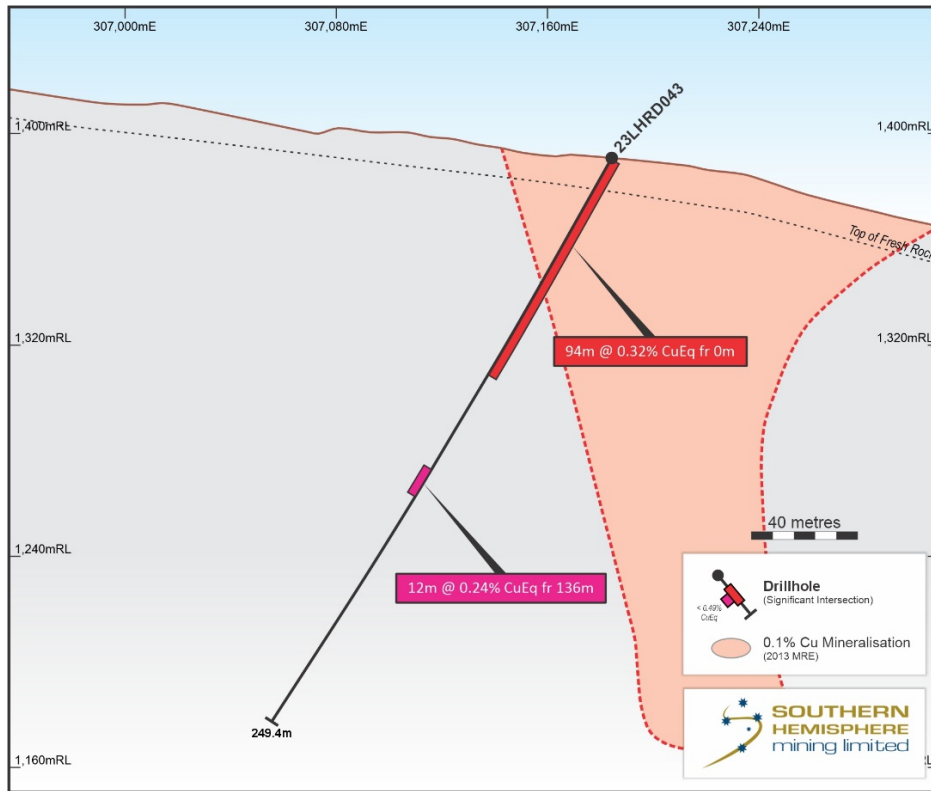 307,000mE 307,080mE 307,160mE 307,240mE
23LHRD043
1,400mRL 1,400mRL
Top of Fresh Rock
1,320mRL 1,320mRL
94m @ 0.32% CuEq fr 0m
40 metres
1,240mRL 1,240mRL
12m @ 0.24% CuEq fr 136m
Drillhole
(Significant Intersection)
CuEq
0.1% Cu Mineralisation
(2013 MRE)
249.4m
SOUTHERN
HEMISPHERE
mining limited
1,160mRL